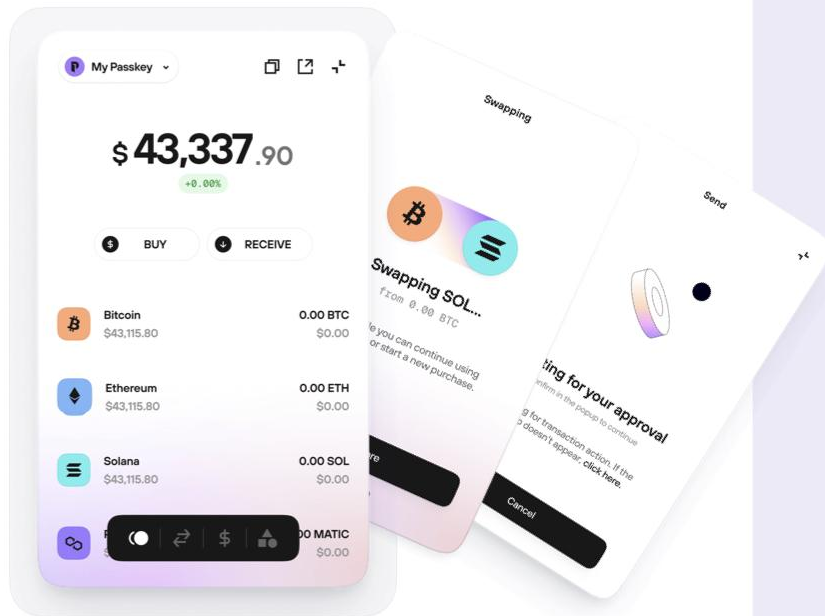 My Passkey
$43,337.90
+0.00%
BUY
RECEIVE
Bitcoin
0.00 BTC
$43,115.80
$0.00
Ethereum
0.00 ETH
$43,115.80
$0.00
Solana
0.00 SOL
$43,115.80
$0.00
MATIC
$0.00
Swapping
Swapping SOL...
from 0.00 BTC
you can continue using
or start a new purchase.
Send
for your approval
in the popup to continue
for transaction action. If the
doesn't appear, click here.
Cancel